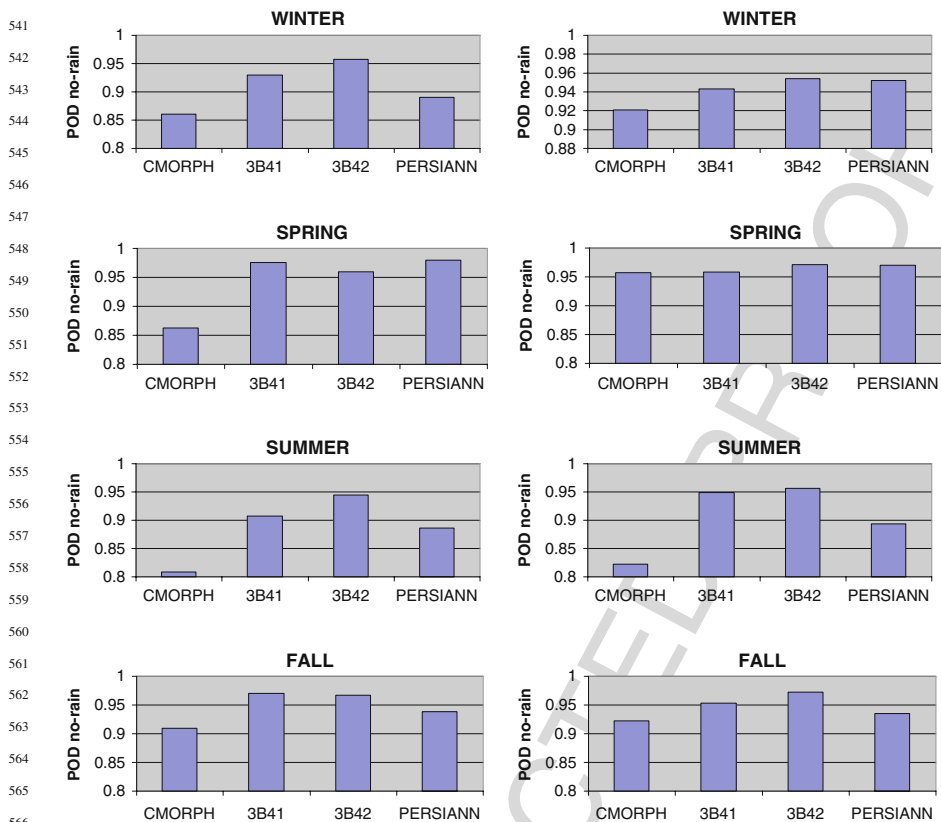 541
542
543
544
545
546
547
548
549
550
551
552
553
554
555
556
557
558
559
560
561
562
563
564
565
WINTER
POD no-rain
1
0.95
0.9
0.85
0.8
CMORPH 3B41 3B42 PERSIANN
WINTER
POD no-rain
1
0.98
0.96
0.94
0.92
0.9
0.88
CMORPH 3B41 3B42 PERSIANN
SPRING
POD no-rain
1
0.95
0.9
0.85
0.8
CMORPH 3B41 3B42 PERSIANN
SPRING
POD no-rain
1
0.95
0.9
0.85
0.8
CMORPH 3B41 3B42 PERSIANN
SUMMER
POD no-rain
1
0.95
0.9
0.85
0.8
CMORPH 3B41 3B42 PERSIANN
SUMMER
POD no-rain
1
0.95
0.9
0.85
0.8
CMORPH 3B41 3B42 PERSIANN
FALL
POD no-rain
1
0.95
0.9
0.85
0.8
CMORPH 3B41 3B42 PERSIANN
FALL
POD no-rain
1
0.95
0.9
0.85
0.8
CMORPH 3B41 3B42 PERSIANN